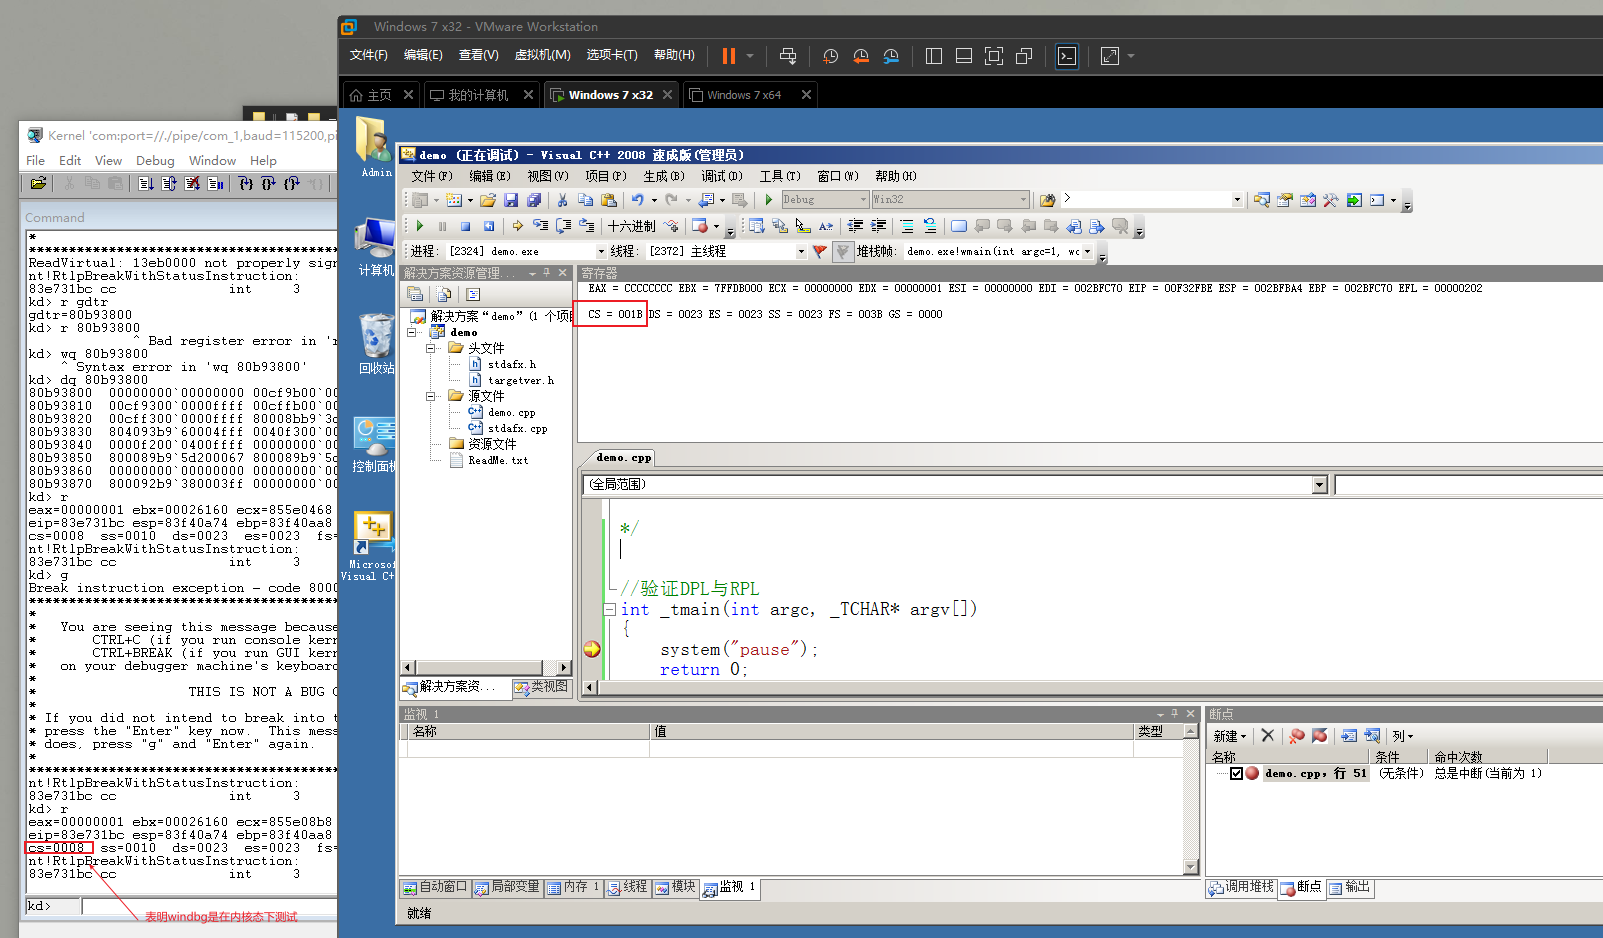 Windows 7 x32 - VMware Workstation
文件(F) 编辑(E) 查看(V) 虚拟机(M) 选项卡(T) 帮助(H)
主页 我的计算机 Windows 7 x32 Windows 7 x64
Kernel 'com:port=//./pipe/com_1,baud=115200,pi
File Edit View Debug Window Help
Command
*
ReadVirtual: 13eb0000 not properly sign
nt!RtlpBreakWithStatusInstruction:
83e731bc cc int 3
kd> r gdtr
gdtr=80b93800
kd> r 80b93800
^ Bad register error in 'r
kd> wq 80b93800
^ Syntax error in 'wq 80b93800'
kd> dq 80b93800
80b93800 00000000`00000000 00cf9b00`00
80b93810 00cf9300`0000ffff 00cffb00`00
80b93820 00cff300`0000ffff 80008bb9`3c
80b93830 804093b9`60004fff 0040f300`00
80b93840 0000f200`0400ffff 00000000`00
80b93850 800089b9`5d200067 800089b9`5c
80b93860 00000000`00000000 00000000`00
80b93870 800092b9`380003ff 00000000`00
kd> r
eax=00000001 ebx=00026160 ecx=855e0468
eip=83e731bc esp=83f40a74 ebp=83f40aa8
cs=0008 ss=0010 ds=0023 es=0023 fs=
nt!RtlpBreakWithStatusInstruction:
83e731bc cc int 3
kd> g
Break instruction exception - code 8000
*******************************************
*
* You are seeing this message because
* CTRL+C (if you run console kern
* CTRL+BREAK (if you run GUI kern
* on your debugger machine's keyboard
*
* THIS IS NOT A BUG
*
* If you did not intend to break into t
* press the "Enter" key now. This mess
* does, press "g" and "Enter" again.
*
*******************************************
nt!RtlpBreakWithStatusInstruction:
83e731bc cc int 3
kd> r
eax=00000001 ebx=00026160 ecx=855e08b8
eip=83e731bc esp=83f40a74 ebp=83f40aa8
cs=0008 ss=0010 ds=0023 es=0023 fs=
nt!RtlpBreakWithStatusInstruction:
83e731bc cc int 3
kd>
表明windbg是在内核态下测试
Admin
计算机
回收站
控制面板
Microso
Visual C+
demo (正在调试) - Visual C++ 2008 速成版(管理员)
文件(F) 编辑(E) 视图(V) 项目(P) 生成(B) 调试(D) 工具(T) 窗口(W) 帮助(H)
Debug Win32
十六进制
进程: [2324] demo.exe 线程: [2372] 主线程 堆栈帧: demo.exe!wmain(int argc=1, wc
解决方案资源管理...
解决方案“demo”(1 个项目
demo
头文件
stdafx.h
targetver.h
源文件
demo.cpp
stdafx.cpp
资源文件
ReadMe.txt
解决方案资... 类视图
寄存器
EAX = CCCCCCCC EBX = 7FFDB000 ECX = 00000000 EDX = 00000001 ESI = 00000000 EDI = 002BFC70 EIP = 00F32FBE ESP = 002BFBA4 EBP = 002BFC70 EFL = 00000202
CS = 001B DS = 0023 ES = 0023 SS = 0023 FS = 003B GS = 0000
demo.cpp
(全局范围)
*/
//验证DPL与RPL
int _tmain(int argc, _TCHAR* argv[])
{
system("pause");
return 0;
监视 1
名称 值 类型
自动窗口 局部变量 内存 1 线程 模块 监视 1
断点
新建 列
名称 条件 命中次数
demo.cpp, 行 51 (无条件) 总是中断(当前为 1)
调用堆栈 断点 输出
就绪